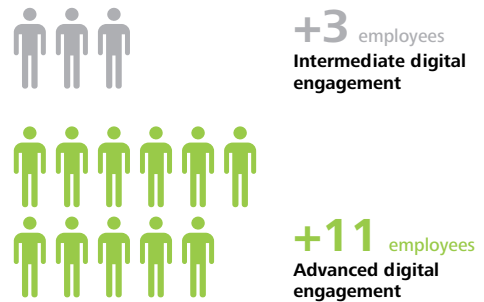 +3 employees
Intermediate digital
engagement
+11 employees
Advanced digital
engagement